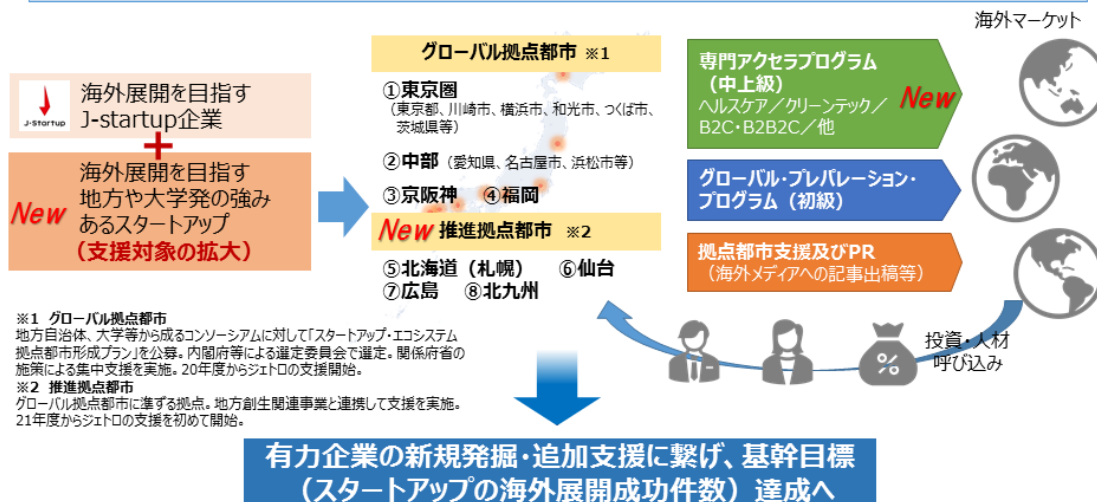 海外マーケット
J-Startup
海外展開を目指す
J-startup企業
+
New
海外展開を目指す
地方や大学発の強み
あるスタートアップ
(支援対象の拡大)
グローバル拠点都市 ※1
①東京圏
(東京都、川崎市、横浜市、和光市、つくば市、
茨城県等)
②中部(愛知県、名古屋市、浜松市等)
③京阪神 ④福岡
New 推進拠点都市 ※2
⑤北海道(札幌) ⑥仙台
⑦広島 ⑧北九州
専門アクセラプログラム
(中上級)
New
ヘルスケア/クリーンテック/
B2C・B2B2C/他
グローバル・プレパレーション・
プログラム(初級)
拠点都市支援及びPR
(海外メディアへの記事出稿等)
%
投資・人材
呼び込み
※1 グローバル拠点都市
地方自治体、大学等から成るコンソーシアムに対して「スタートアップ・エコシステム
拠点都市形成プラン」を公募。内閣府等による選定委員会で選定。関係府省の
施策による集中支援を実施。20年度からジェトロの支援開始。
※2 推進拠点都市
グローバル拠点都市に準ずる拠点。地方創生関連事業と連携して支援を実施。
21年度からジェトロの支援を初めて開始。
有力企業の新規発掘・追加支援に繋げ、基幹目標
(スタートアップの海外展開成功件数)達成へ